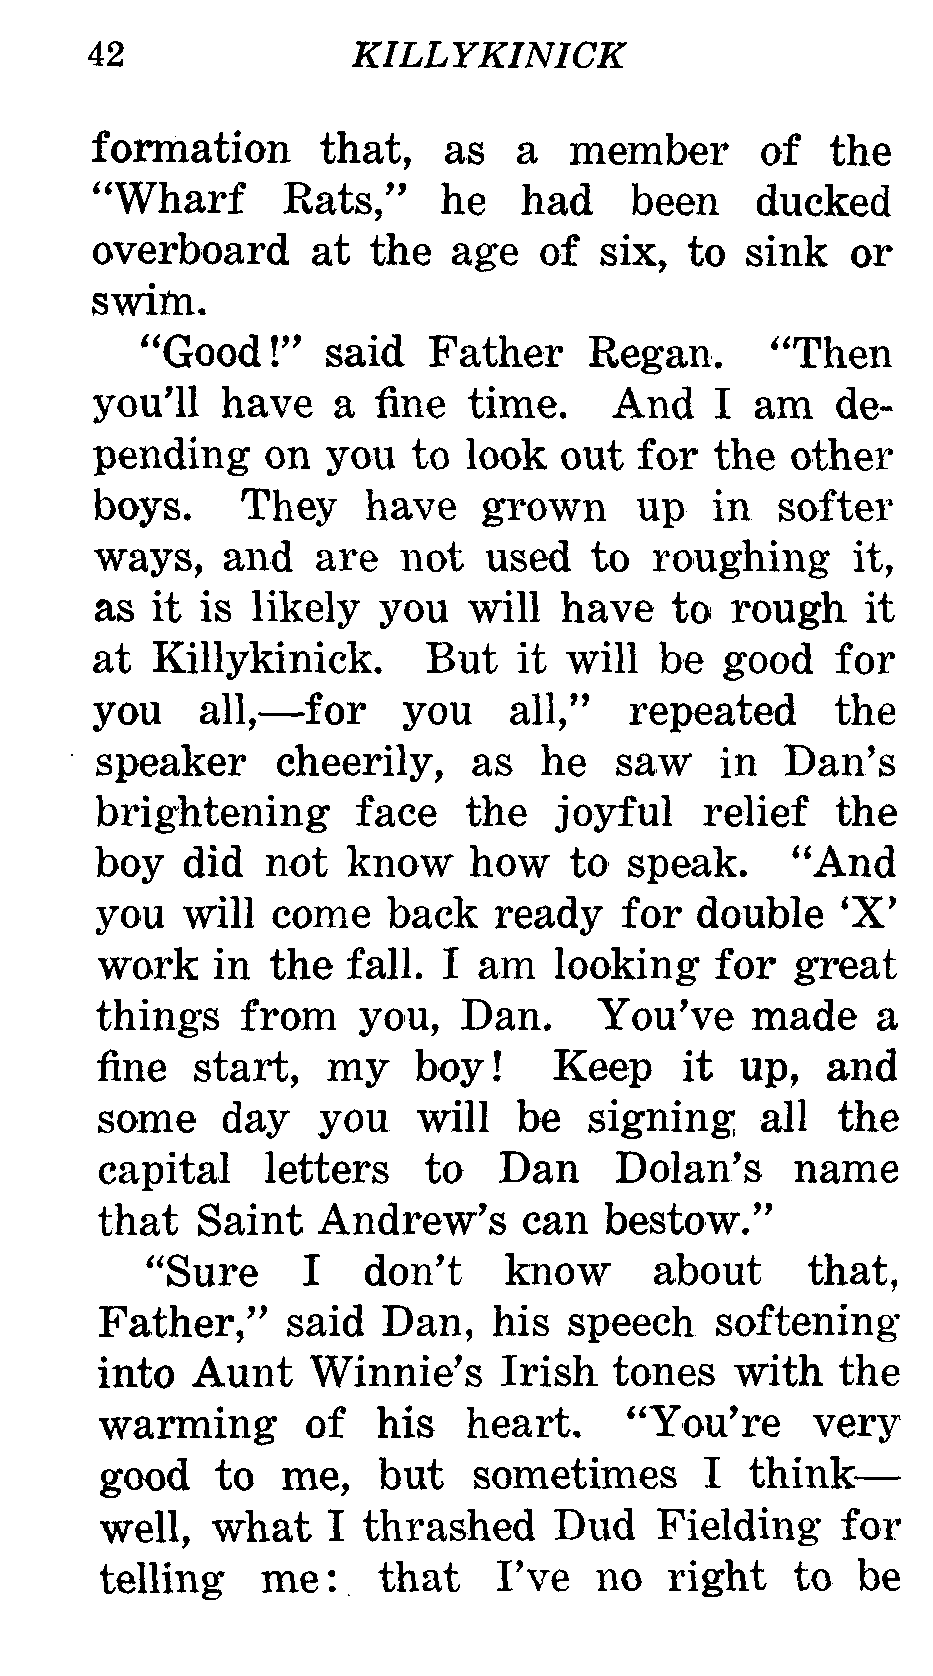 42 KILLYKINICK
formation that, as a member of the
“Wharf Rats,” he had been ducked
overboard at the age of six, to sink or
swim.
“Good!” said Father Regan. “Then
you’ll have a fine time. And I am de-
pending on you to look out for the other
boys. They have grown up in softer
ways, and are not used to roughing it,
as it is likely you will have to rough it
at Killykinick. But it will be good for
you all,—for you all,” repeated the
speaker cheerily, as he saw in Dan’s
brightening face the joyful relief the
boy did not know how to speak. “And
you will come back ready for double ‘X’
work in the fall. I am looking for great
things from you, Dan. You’ve made a
fine start, my boy! Keep it up, and
some day you will be signing all the
capital letters to Dan Dolan’s name
that Saint Andrew’s can bestow.”
“Sure I don’t know about that,
Father,” said Dan, his speech softening
into Aunt Winnie’s Irish tones with the
warming of his heart. “You’re very
good to me, but sometimes I think—
well, what I thrashed Dud Fielding for
telling me: that I’ve no right to be